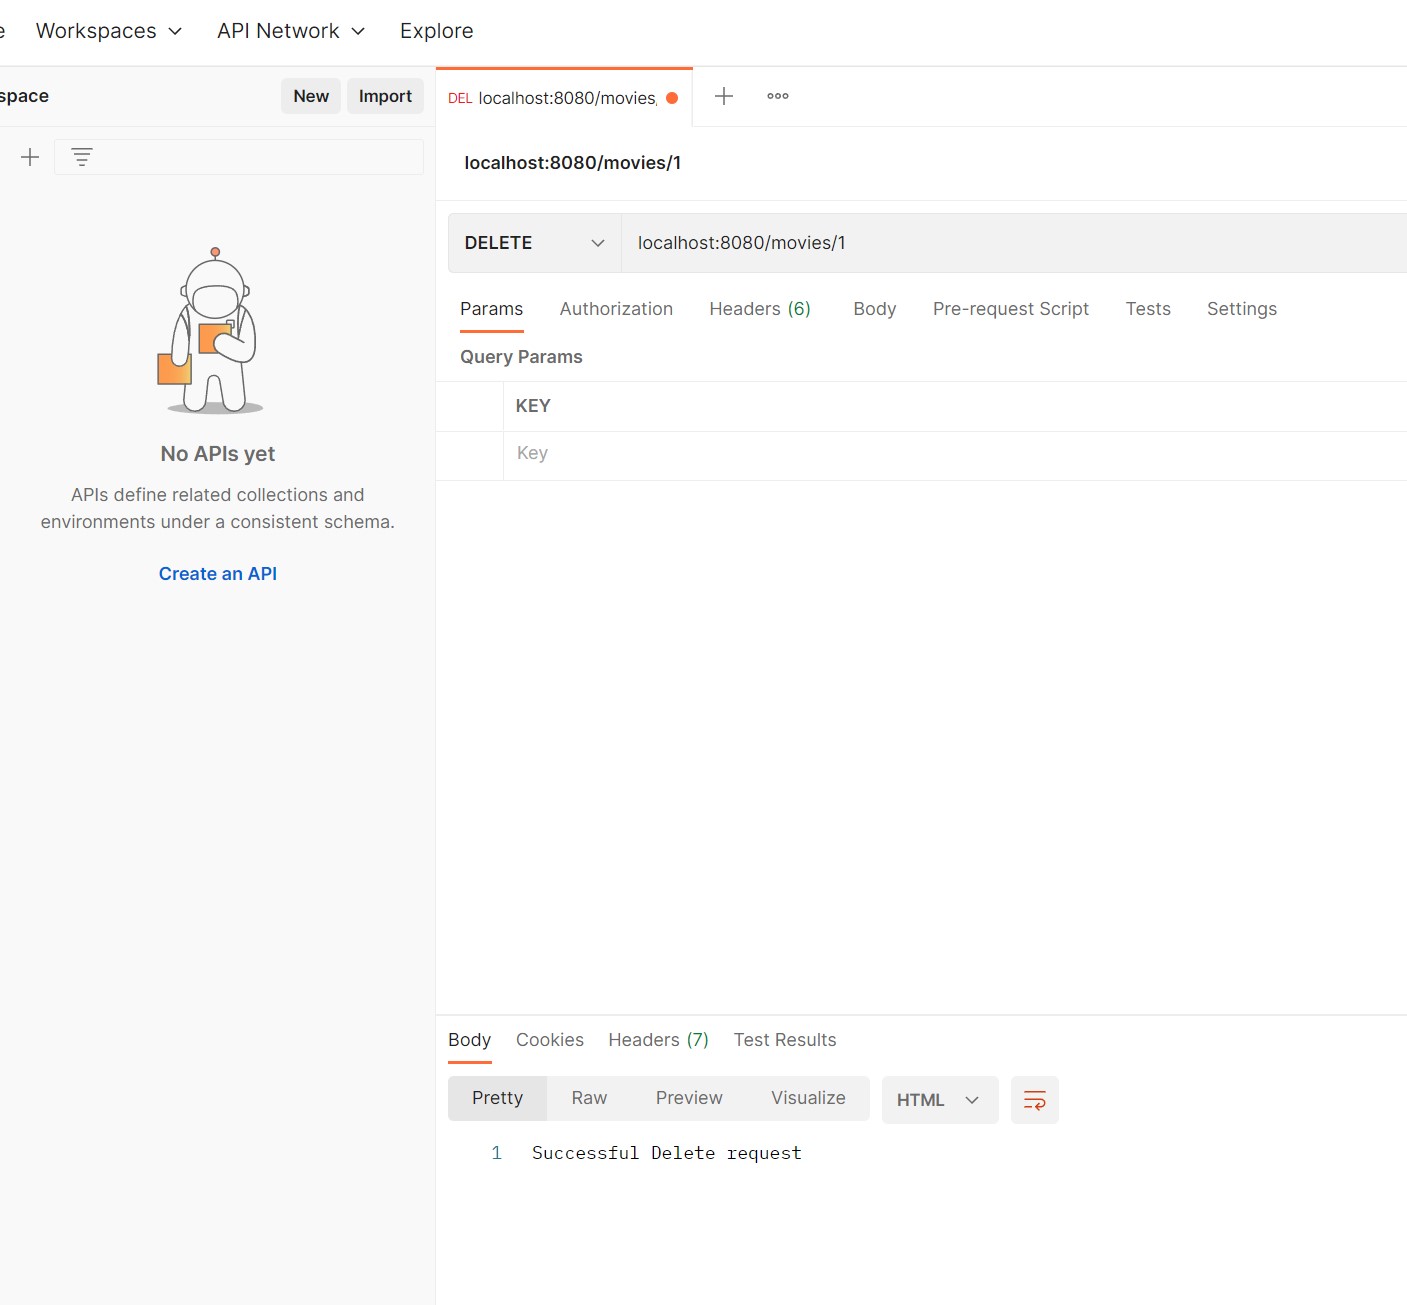 e Workspaces API Network Explore
space New Import
DEL localhost:8080/movies
localhost:8080/movies/1
DELETE localhost:8080/movies/1
Params Authorization Headers (6) Body Pre-request Script Tests Settings
Query Params
KEY
Key
No APIs yet
APIs define related collections and
environments under a consistent schema.
Create an API
Body Cookies Headers (7) Test Results
Pretty Raw Preview Visualize HTML
1 Successful Delete request